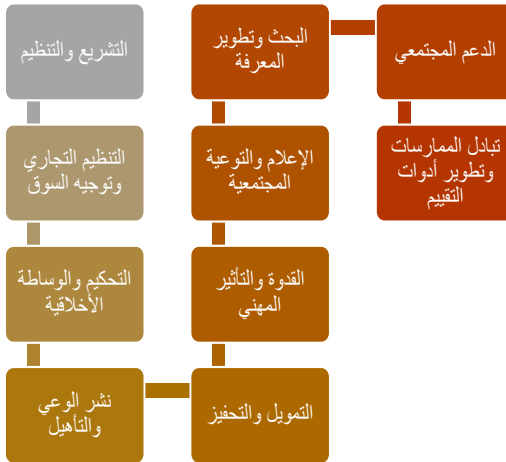 التشريع والتنظيم
التنظيم التجاري
وتوجيه السوق
التحكيم والوساطة
الأخلاقية
نشر الوعي
والتأهيل
التمويل والتحفيز
القدوة والتأثير
المهني
الإعلام والتوعية
المجتمعية
البحث وتطوير
المعرفة
الدعم المجتمعي
تبادل الممارسات
وتطوير أدوات
التقييم